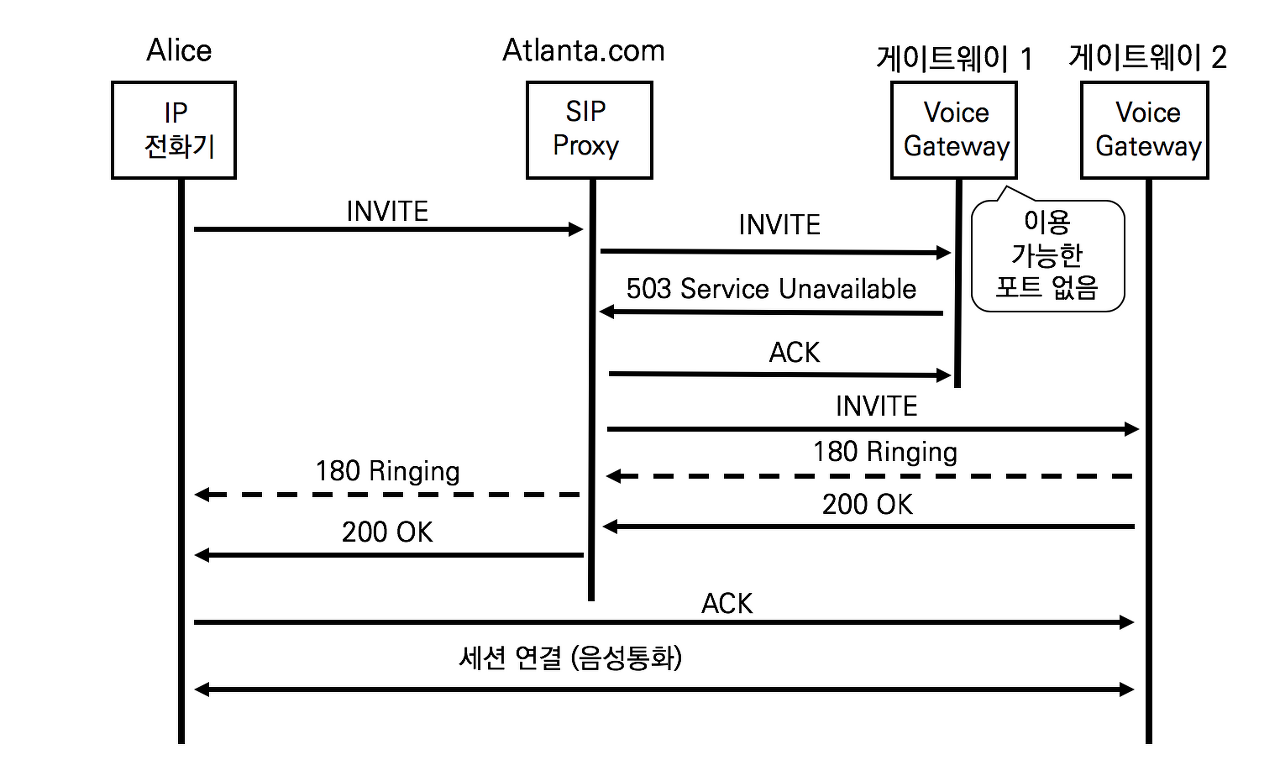 Alice
Atlanta.com
게이트웨이 1
게이트웨이 2
IP
전화기
SIP
Proxy
Voice
Gateway
Voice
Gateway
INVITE
INVITE
이용
가능한
포트 없음
503 Service Unavailable
ACK
INVITE
180 Ringing
180 Ringing
200 OK
200 OK
ACK
세션 연결 (음성통화)